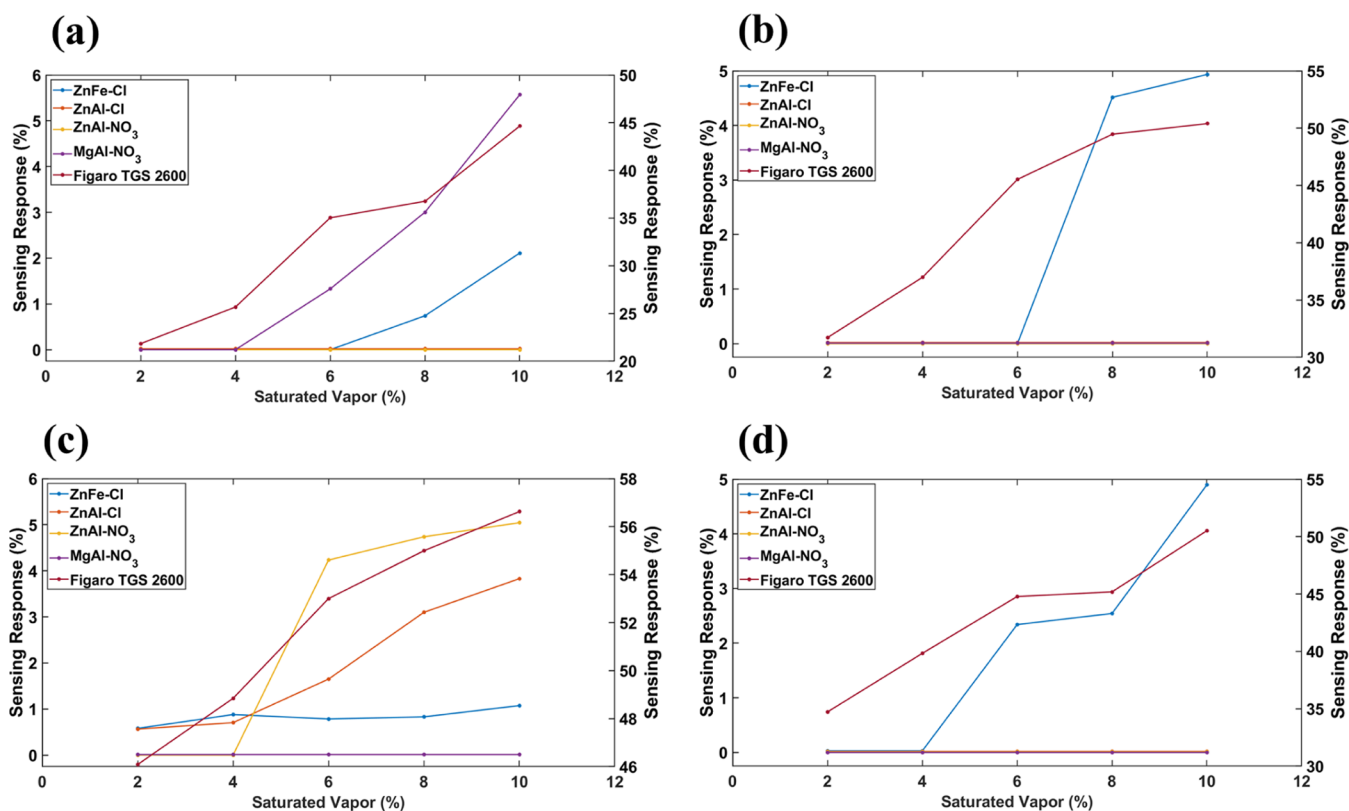 (a)
Sensing Response (%)
6
5
4
3
2
1
0
50
45
40
35
30
25
20
Sensing Response (%)
ZnFe-Cl
ZnAl-Cl
ZnAl-NO3
MgAl-NO3
Figaro TGS 2600
0 2 4 6 8 10 12
Saturated Vapor (%)
(b)
Sensing Response (%)
5
4
3
2
1
0
55
50
45
40
35
30
Sensing Response (%)
ZnFe-Cl
ZnAl-Cl
ZnAl-NO3
MgAl-NO3
Figaro TGS 2600
0 2 4 6 8 10 12
Saturated Vapor (%)
(c)
Sensing Response (%)
6
5
4
3
2
1
0
58
56
54
52
50
48
46
Sensing Response (%)
ZnFe-Cl
ZnAl-Cl
ZnAl-NO3
MgAl-NO3
Figaro TGS 2600
0 2 4 6 8 10 12
Saturated Vapor (%)
(d)
Sensing Response (%)
5
4
3
2
1
0
55
50
45
40
35
30
Sensing Response (%)
ZnFe-Cl
ZnAl-Cl
ZnAl-NO3
MgAl-NO3
Figaro TGS 2600
0 2 4 6 8 10 12
Saturated Vapor (%)